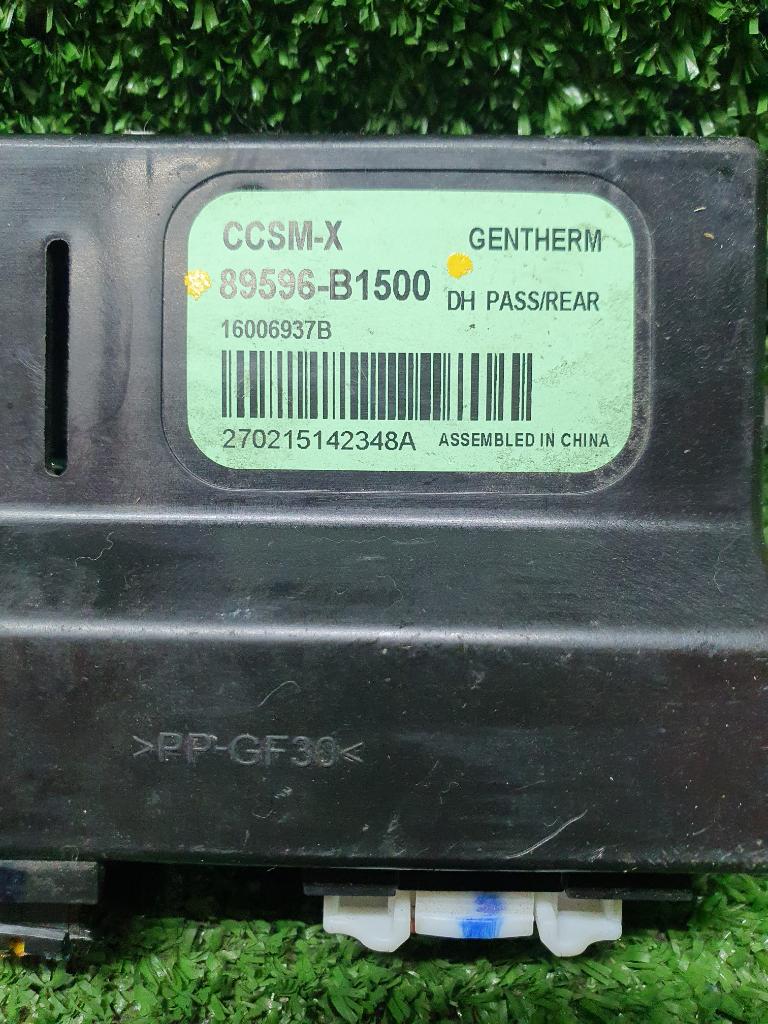 CCSM-X GENTHERM
89596-B1500
DH PASS/REAR
16006937B
270215142348A ASSEMBLED IN CHINA
>PP-GF30<